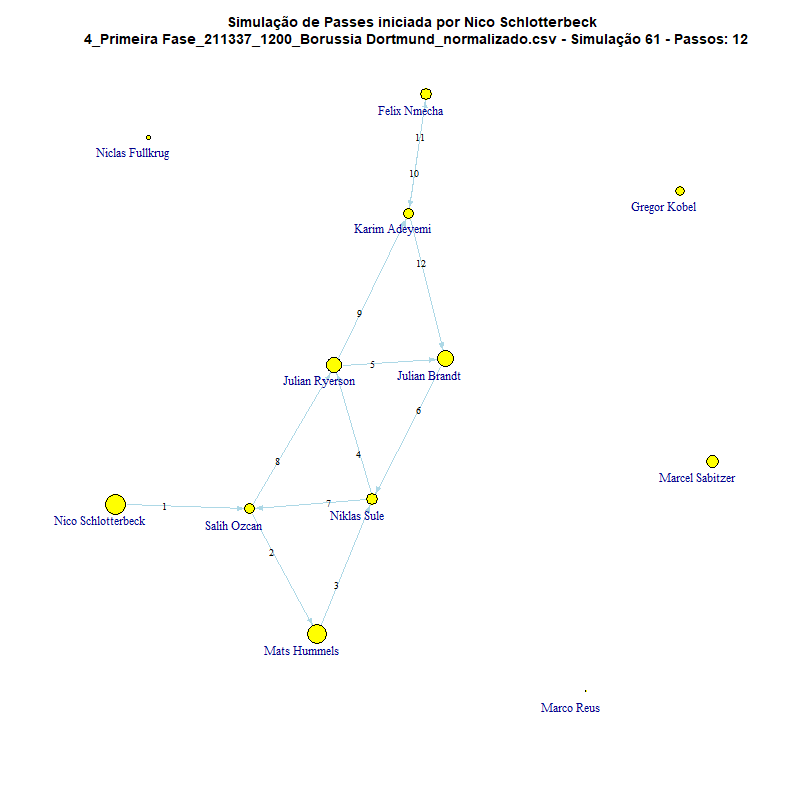 Simulação de Passes iniciada por Nico Schlotterbeck
4_Primeira Fase_211337_1200_Borussia Dortmund_normalizado.csv - Simulação 61 - Passos: 12
Felix Nmecha
11
Niclas Fullkrug
10
Gregor Kobel
Karim Adeyemi
12
9
5
Julian Ryerson
Julian Brandt
6
4
8
Marcel Sabitzer
7
1
Niklas Sule
Nico Schlotterbeck
Salih Ozcan
2
3
Mats Hummels
Marco Reus